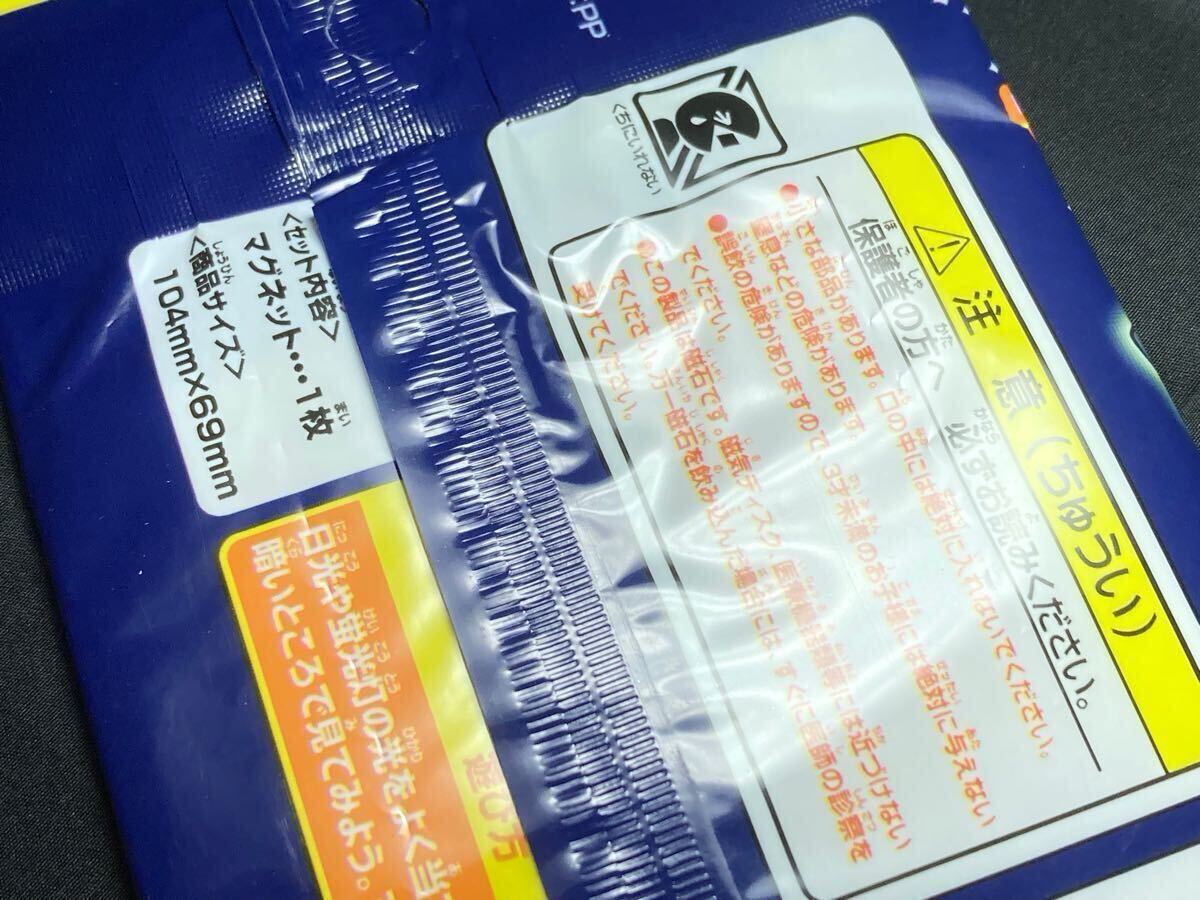 :PP
くちにいれない
⚠注 意(ちゅうい)
保護者の方へ 必ずお読みください。
●小さな部品があります。口の中には絶対に入れないでください。
窒息などの危険があります。
●誤飲の危険がありますので、3才未満のお子様には絶対に与えない
でください。
●この製品は磁石です。磁気ディスク・医療機器等には近づけない
でください。万一磁石を飲み込んだ場合には、すぐに医師の診察を
受けてください。
<セット内容>
マグネット・・・1枚
<商品サイズ>
104mm×69mm
遊び方
日光や蛍光灯の光をよく当
暗いところで見てみよう。